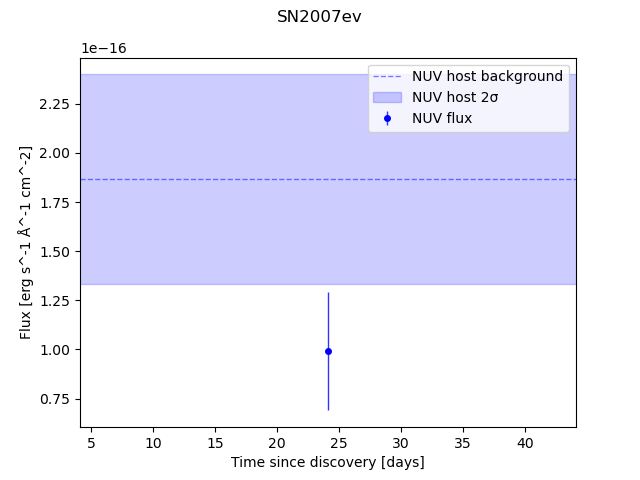 SN2007ev
1e−16
NUV host background
NUV host 2σ
NUV flux
2.25
2.00
1.75
1.50
1.25
1.00
0.75
Flux [erg s^-1 Å^-1 cm^-2]
5 10 15 20 25 30 35 40
Time since discovery [days]